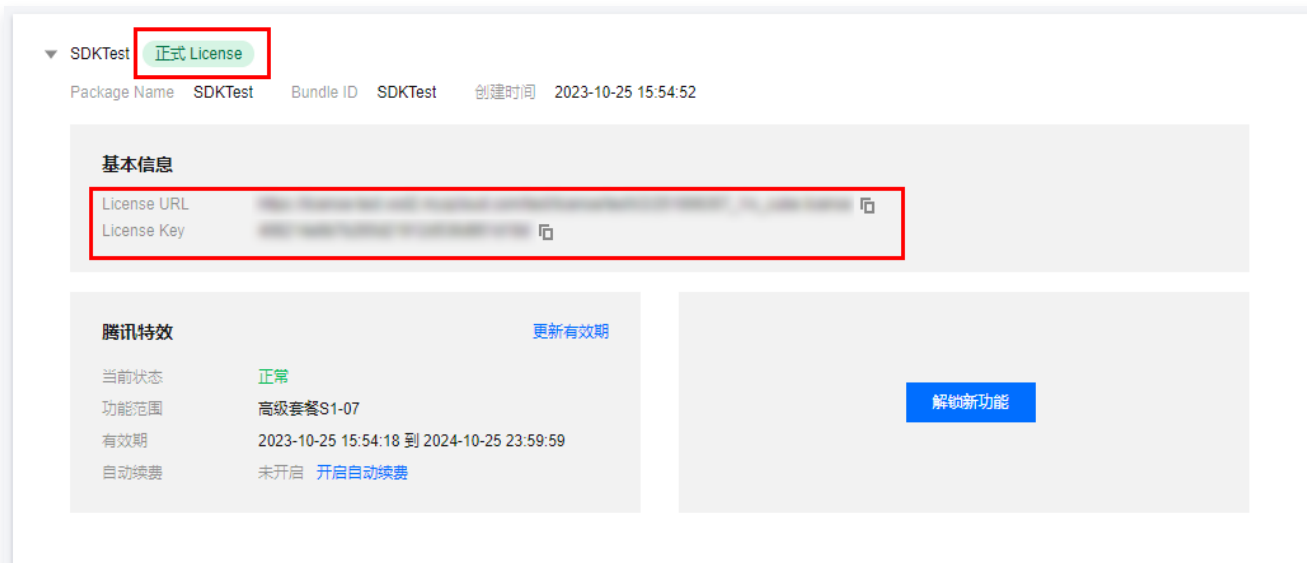 SDKTest 正式 License
Package Name SDKTest Bundle ID SDKTest 创建时间 2023-10-25 15:54:52
基本信息
License URL
License Key
腾讯特效 更新有效期
当前状态 正常
功能范围 高级套餐S1-07
有效期 2023-10-25 15:54:18 到 2024-10-25 23:59:59
自动续费 未开启 开启自动续费
解锁新功能